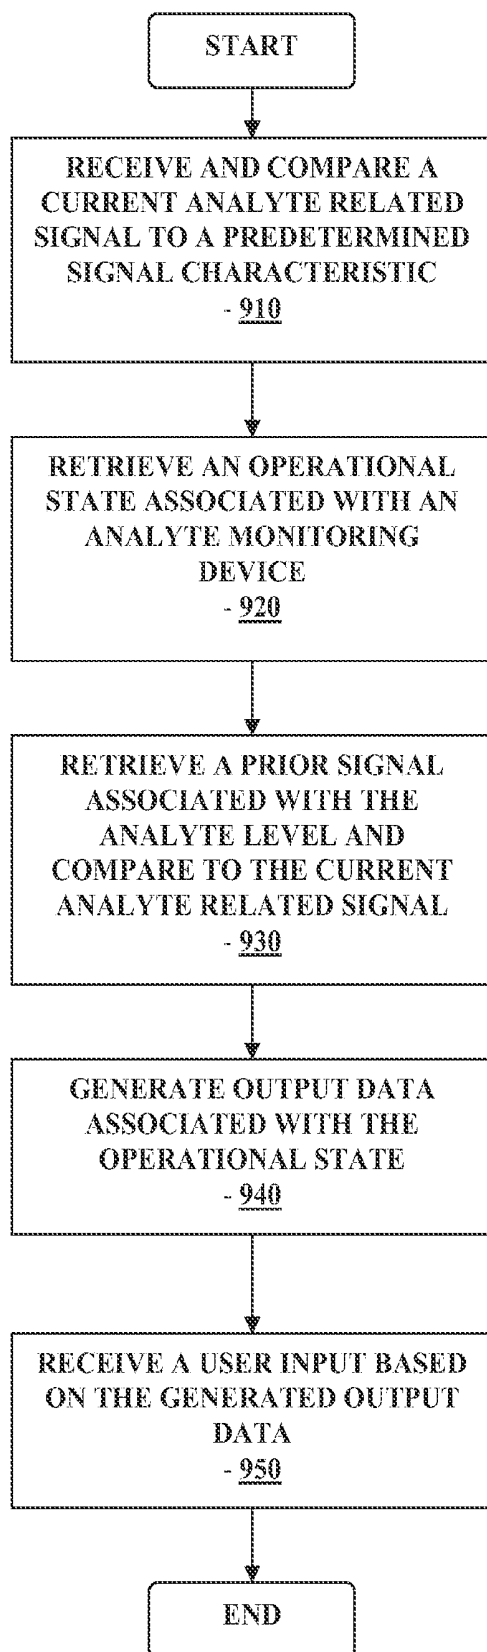 START
RECEIVE AND COMPARE A
CURRENT ANALYTE RELATED
SIGNAL TO A PREDETERMINED
SIGNAL CHARACTERISTIC
- 910
RETRIEVE AN OPERATIONAL
STATE ASSOCIATED WITH AN
ANALYTE MONITORING
DEVICE
- 920
RETRIEVE A PRIOR SIGNAL
ASSOCIATED WITH THE
ANALYTE LEVEL AND
COMPARE TO THE CURRENT
ANALYTE RELATED SIGNAL
- 930
GENERATE OUTPUT DATA
ASSOCIATED WITH THE
OPERATIONAL STATE
- 940
RECEIVE A USER INPUT BASED
ON THE GENERATED OUTPUT
DATA
- 950
END